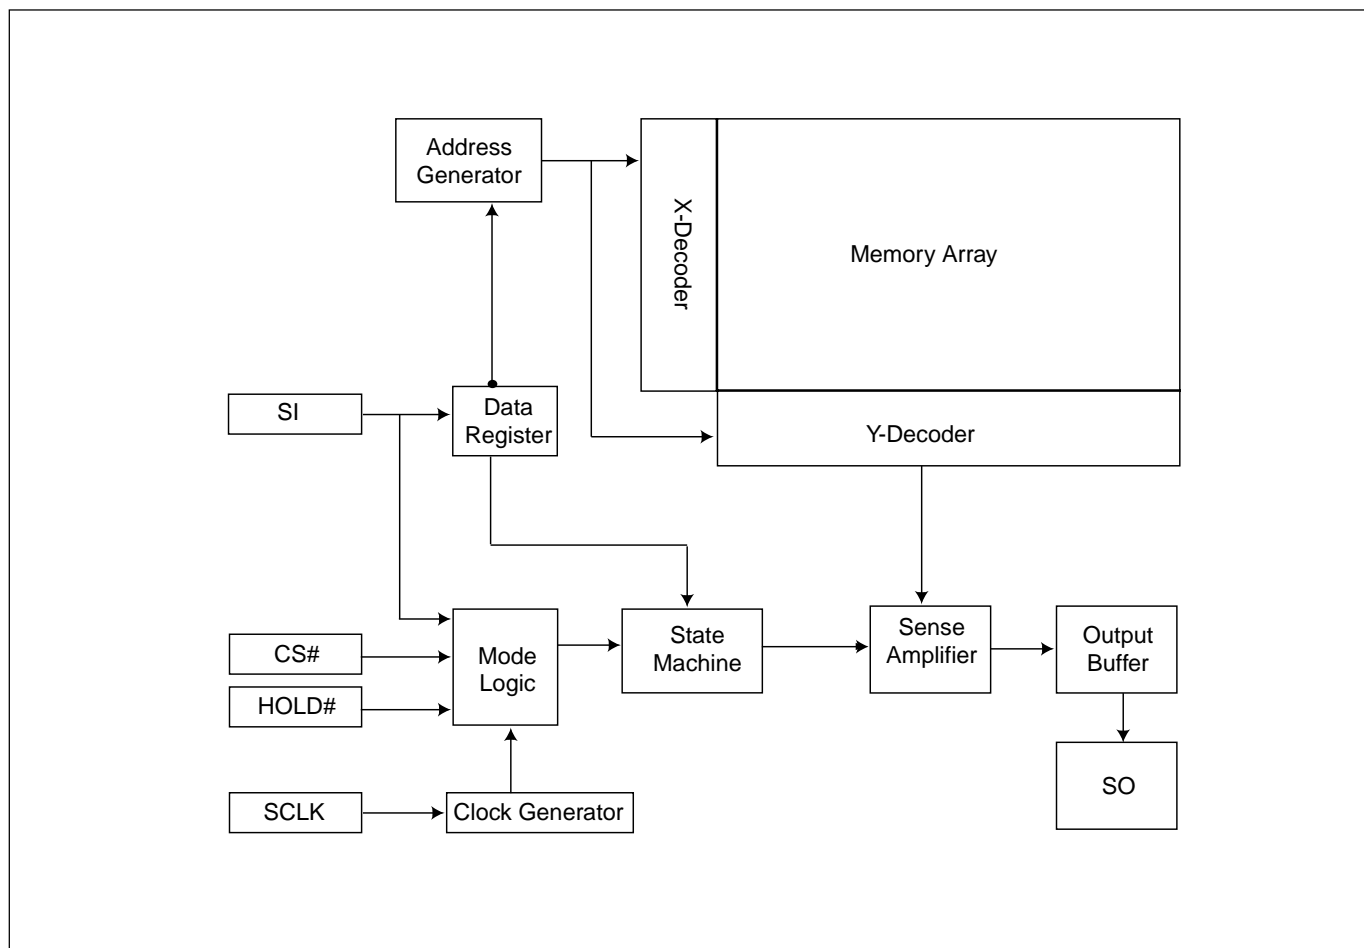 Address
Generator
X-Decoder
Memory Array
SI
Data
Register
Y-Decoder
CS#
HOLD#
Mode
Logic
State
Machine
Sense
Amplifier
Output
Buffer
SCLK
Clock Generator
SO